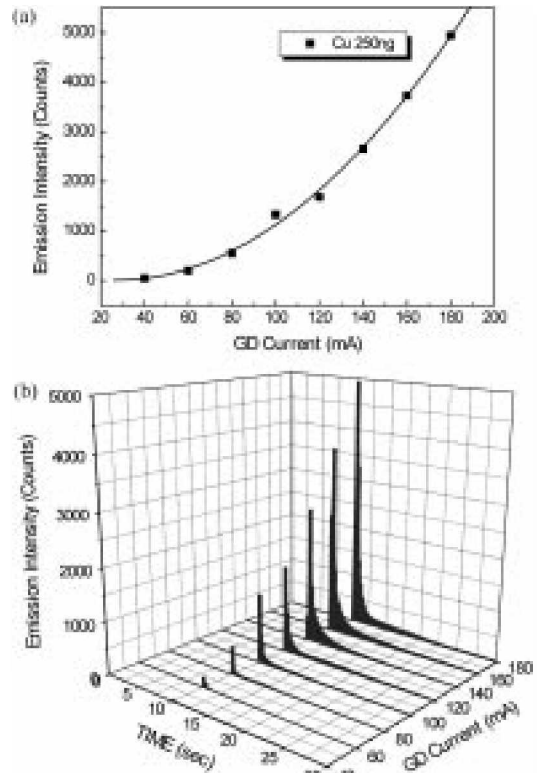 (a)
5000
4000
3000
2000
1000
0
Emission Intensity (Counts)
Cu 250ng
20 40 60 80 100 120 140 160 180 200
GD Current (mA)
(b)
5000
4000
3000
2000
1000
0
Emission Intensity (Counts)
0 5 10 15 20 25
TIME (sec)
60 80 100 120 140 160 180
GD Current (mA)